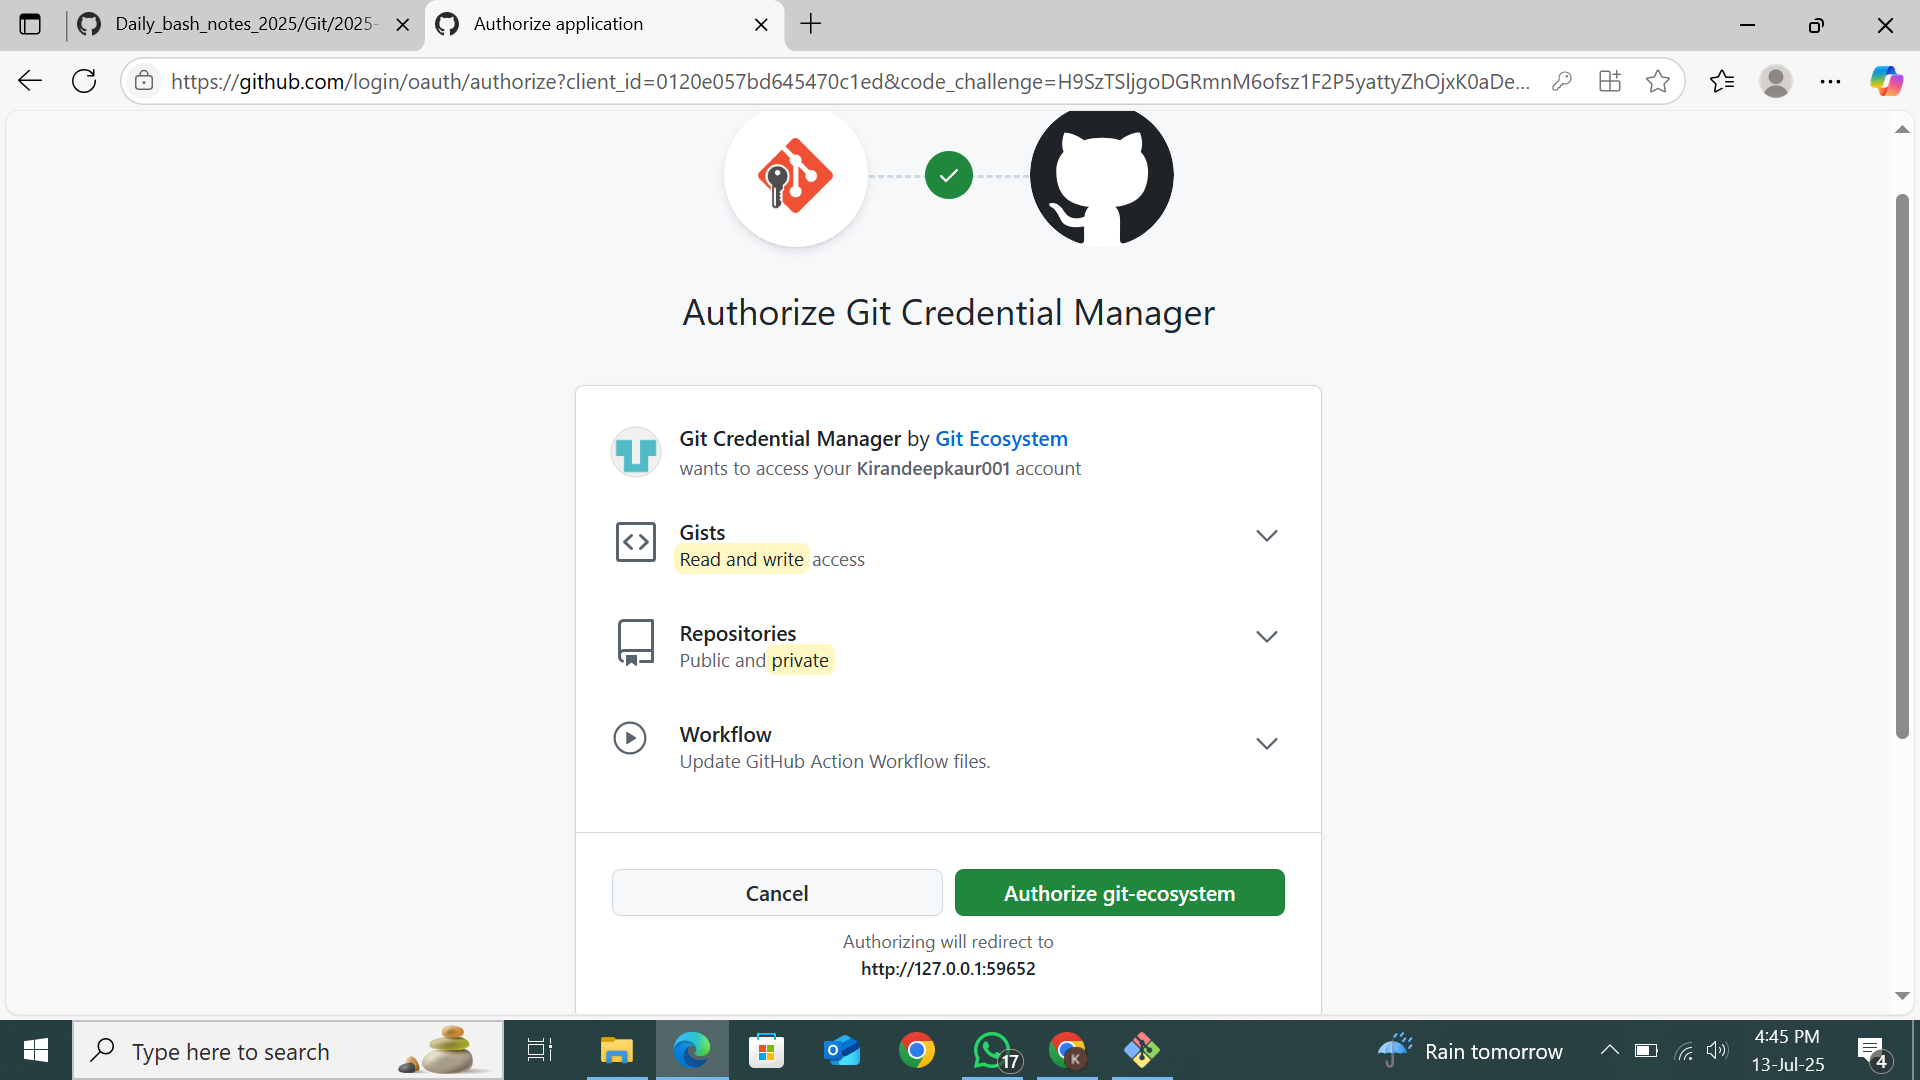 Daily_bash_notes_2025/Git/2025-
Authorize application
https://github.com/login/oauth/authorize?client_id=0120e057bd645470c1ed&code_challenge=H9SzTSljgoDGRmnM6ofsz1F2P5yattyZhOjxK0aDe...
Authorize Git Credential Manager
Git Credential Manager by Git Ecosystem
wants to access your Kirandeepkaur001 account
Gists
Read and write access
Repositories
Public and private
Workflow
Update GitHub Action Workflow files.
Cancel
Authorize git-ecosystem
Authorizing will redirect to
http://127.0.0.1:59652
Type here to search
17
K
Rain tomorrow
4:45 PM
13-Jul-25
4